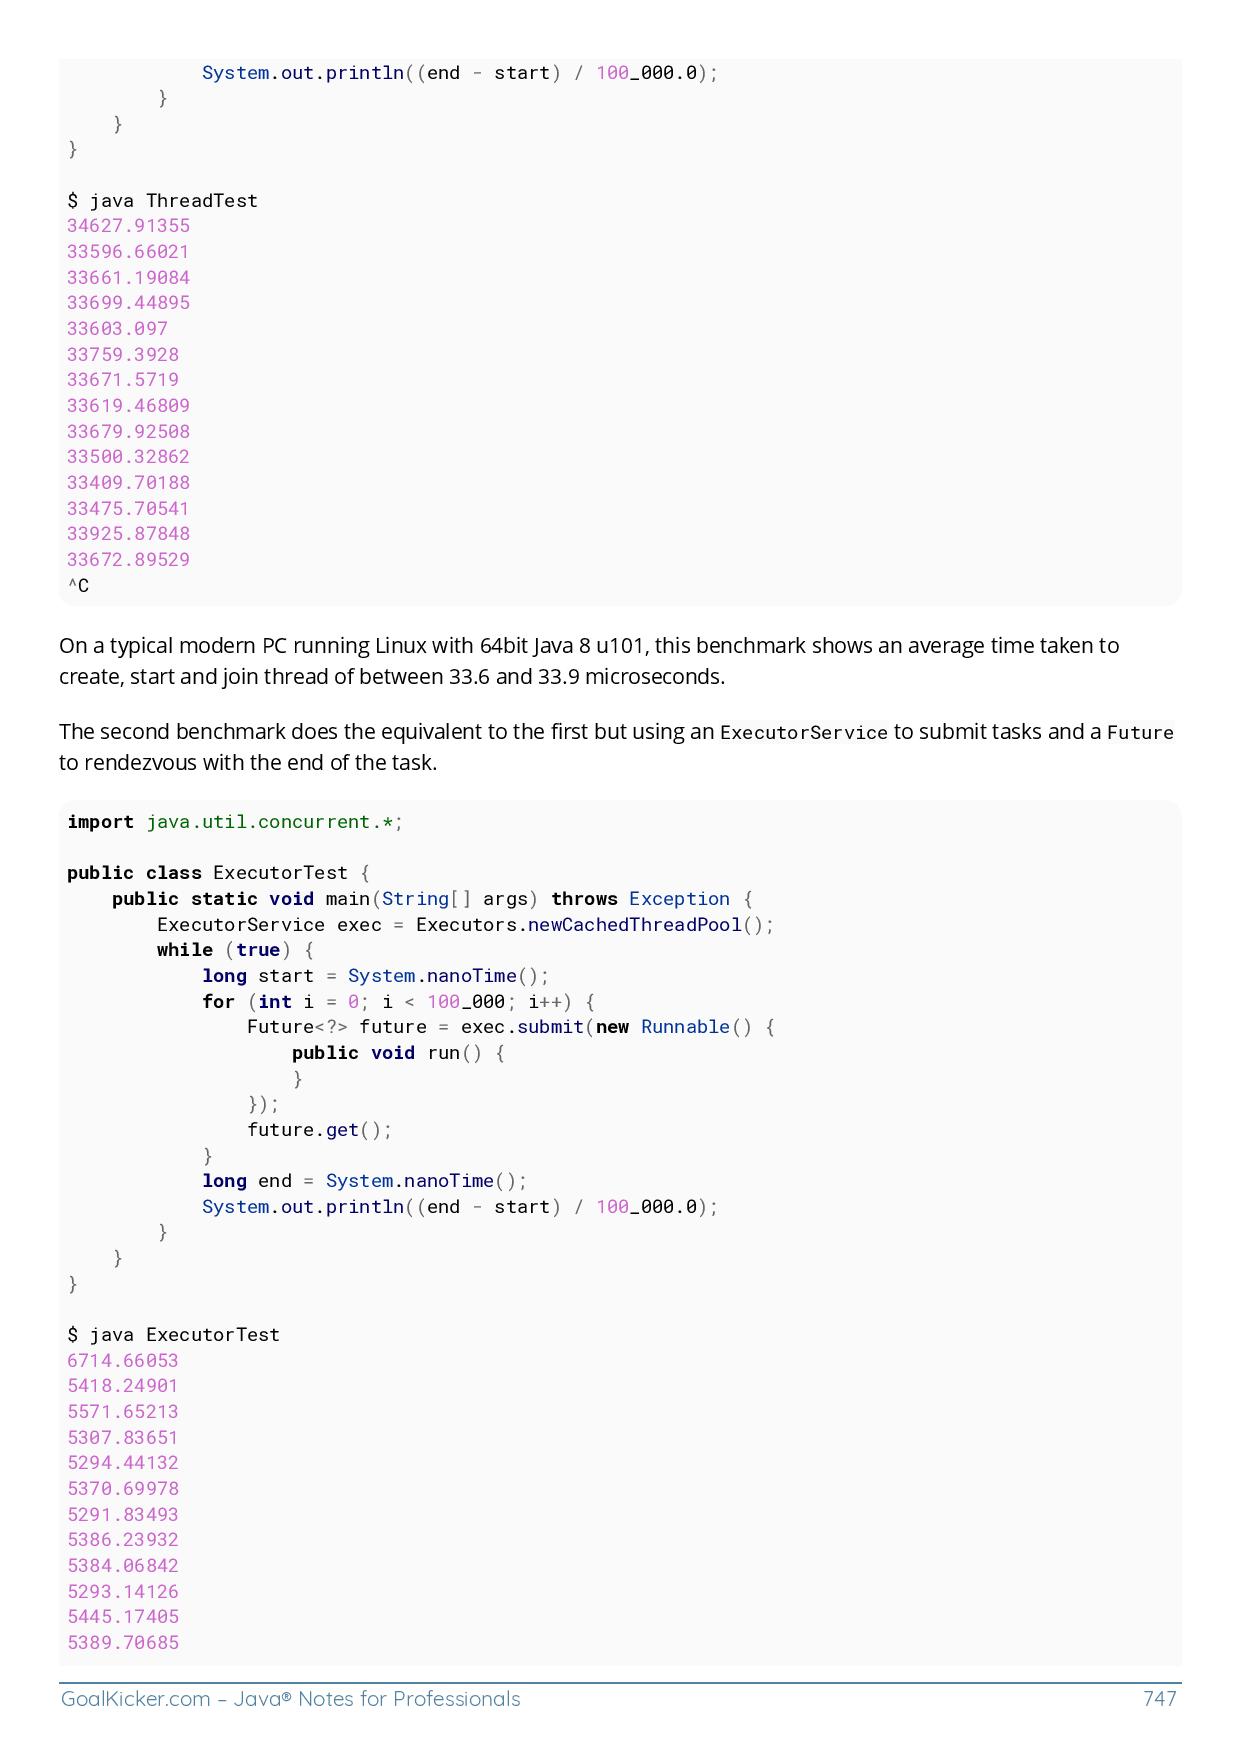 System.out.println((end - start) / 100_000.0);
        }
    }
}

$ java ThreadTest
34627.91355
33596.66021
33661.19084
33699.44895
33603.097
33759.3928
33671.5719
33619.46809
33679.92508
33500.32862
33409.70188
33475.70541
33925.87848
33672.89529
^C
On a typical modern PC running Linux with 64bit Java 8 u101, this benchmark shows an average time taken to
create, start and join thread of between 33.6 and 33.9 microseconds.
The second benchmark does the equivalent to the first but using an ExecutorService to submit tasks and a Future
to rendezvous with the end of the task.
import java.util.concurrent.*;

public class ExecutorTest {
    public static void main(String[] args) throws Exception {
        ExecutorService exec = Executors.newCachedThreadPool();
        while (true) {
            long start = System.nanoTime();
            for (int i = 0; i < 100_000; i++) {
                Future<?> future = exec.submit(new Runnable() {
                    public void run() {
                    }
                });
                future.get();
            }
            long end = System.nanoTime();
            System.out.println((end - start) / 100_000.0);
        }
    }
}

$ java ExecutorTest
6714.66053
5418.24901
5571.65213
5307.83651
5294.44132
5370.69978
5291.83493
5386.23932
5384.06842
5293.14126
5445.17405
5389.70685
GoalKicker.com – Java® Notes for Professionals 747